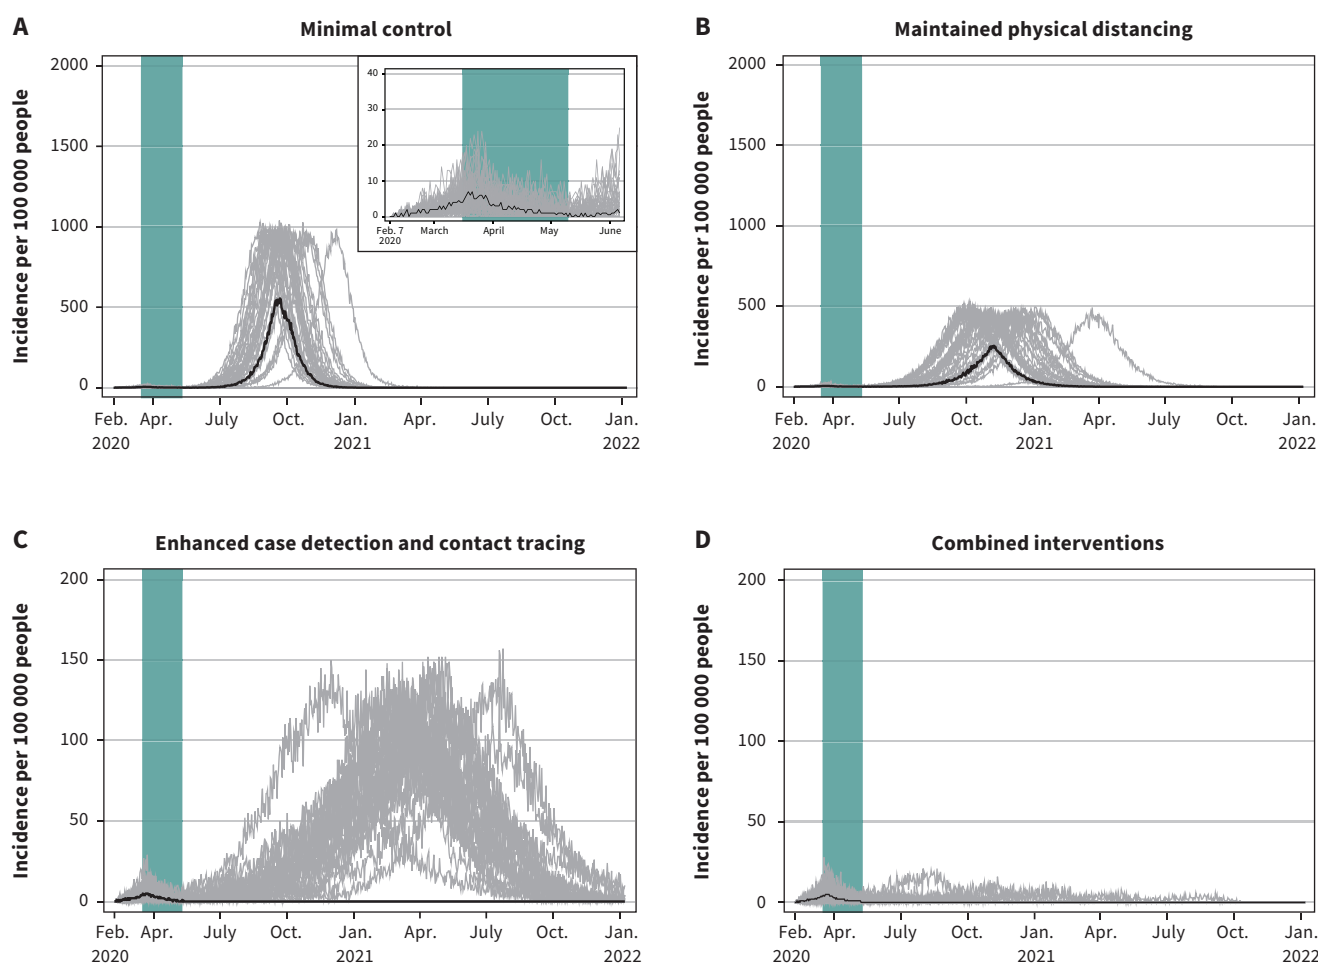 A
Minimal control
Incidence per 100 000 people
2000
1500
1000
500
0
Feb. Apr. July Oct. Jan. Apr. July Oct. Jan.
2020 2021 2022
40
30
20
10
0
Feb. 7 March April May June
2020
B
Maintained physical distancing
Incidence per 100 000 people
2000
1500
1000
500
0
Feb. Apr. July Oct. Jan. Apr. July Oct. Jan.
2020 2021 2022
C
Enhanced case detection and contact tracing
Incidence per 100 000 people
200
150
100
50
0
Feb. Apr. July Oct. Jan. Apr. July Oct. Jan.
2020 2021 2022
D
Combined interventions
Incidence per 100 000 people
200
150
100
50
0
Feb. Apr. July Oct. Jan. Apr. July Oct. Jan.
2020 2021 2022